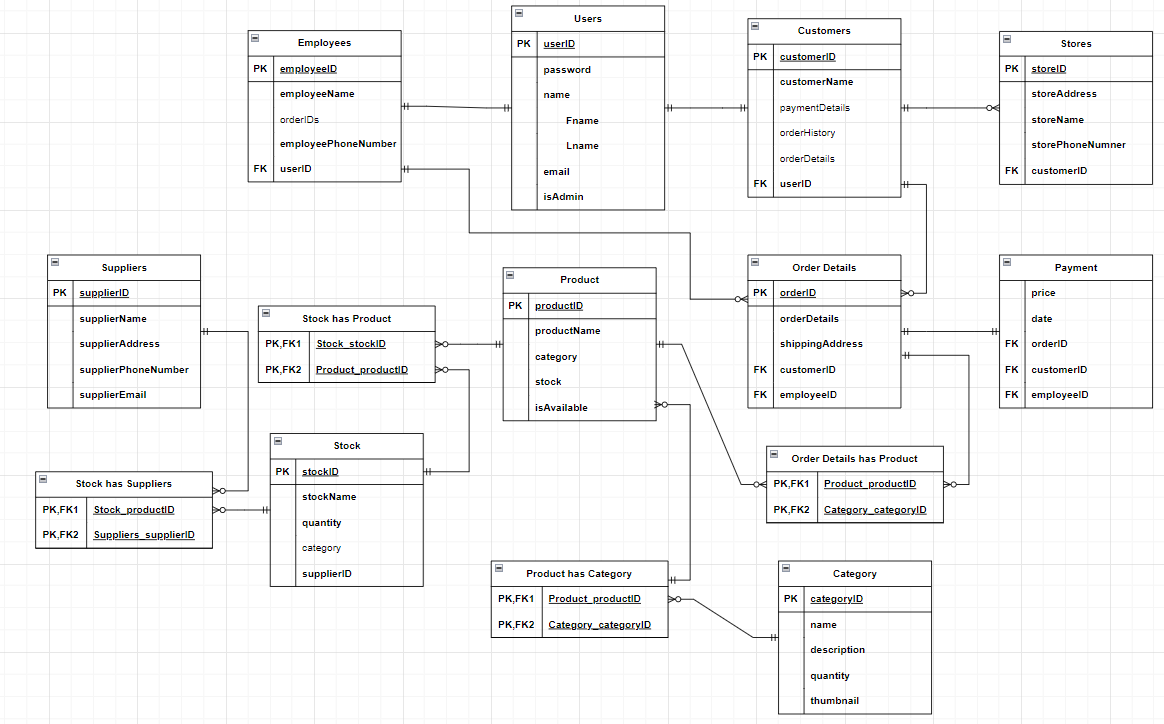 Employees
PK employeeID
employeeName
orderIDs
employeePhoneNumber
FK userID
Users
PK userID
password
name
Fname
Lname
email
isAdmin
Customers
PK customerID
customerName
paymentDetails
orderHistory
orderDetails
FK userID
Stores
PK storeID
storeAddress
storeName
storePhoneNumner
FK customerID
Suppliers
PK supplierID
supplierName
supplierAddress
supplierPhoneNumber
supplierEmail
Stock has Product
PK,FK1 Stock_stockID
PK,FK2 Product_productID
Product
PK productID
productName
category
stock
isAvailable
Order Details
PK orderID
orderDetails
shippingAddress
FK customerID
FK employeeID
Payment
price
date
FK orderID
FK customerID
FK employeeID
Stock has Suppliers
PK,FK1 Stock_productID
PK,FK2 Suppliers_supplierID
Stock
PK stockID
stockName
quantity
category
supplierID
Order Details has Product
PK,FK1 Product_productID
PK,FK2 Category_categoryID
Product has Category
PK,FK1 Product_productID
PK,FK2 Category_categoryID
Category
PK categoryID
name
description
quantity
thumbnail